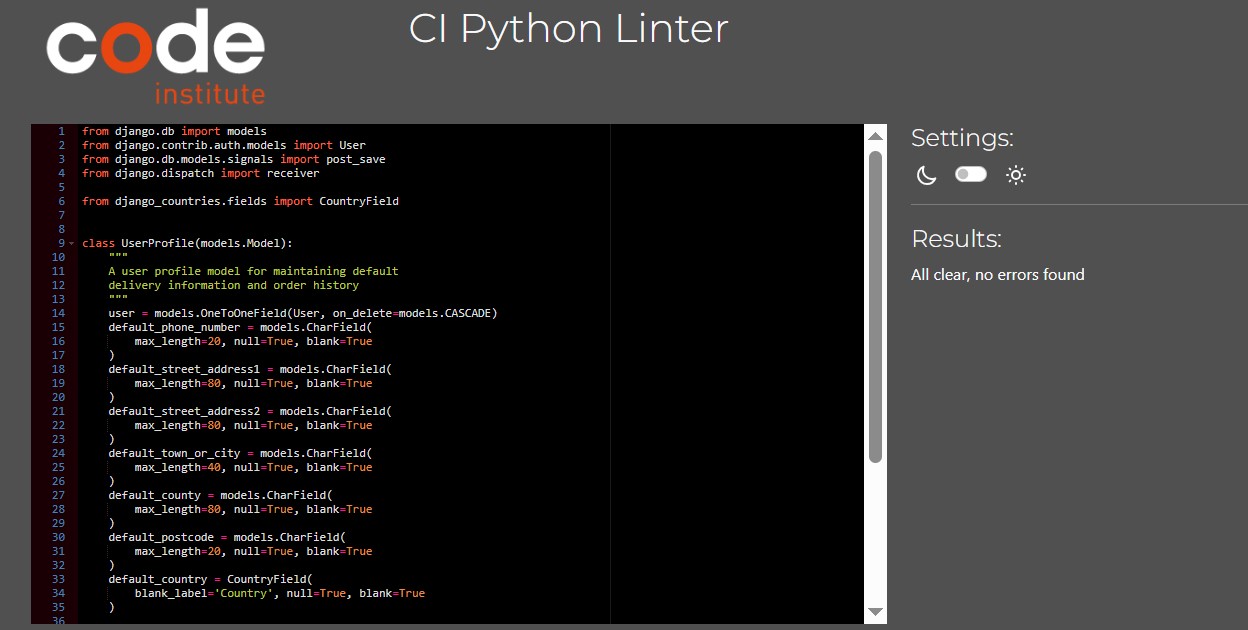 code
institute
CI Python Linter
1 from django.db import models
2 from django.contrib.auth.models import User
3 from django.db.models.signals import post_save
4 from django.dispatch import receiver
5
6 from django_countries.fields import CountryField
7
8
9 class UserProfile(models.Model):
10     """
11     A user profile model for maintaining default
12     delivery information and order history
13     """
14     user = models.OneToOneField(User, on_delete=models.CASCADE)
15     default_phone_number = models.CharField(
16         max_length=20, null=True, blank=True
17     )
18     default_street_address1 = models.CharField(
19         max_length=80, null=True, blank=True
20     )
21     default_street_address2 = models.CharField(
22         max_length=80, null=True, blank=True
23     )
24     default_town_or_city = models.CharField(
25         max_length=40, null=True, blank=True
26     )
27     default_county = models.CharField(
28         max_length=80, null=True, blank=True
29     )
30     default_postcode = models.CharField(
31         max_length=20, null=True, blank=True
32     )
33     default_country = CountryField(
34         blank_label='Country', null=True, blank=True
35     )
36
Settings:
Results:
All clear, no errors found